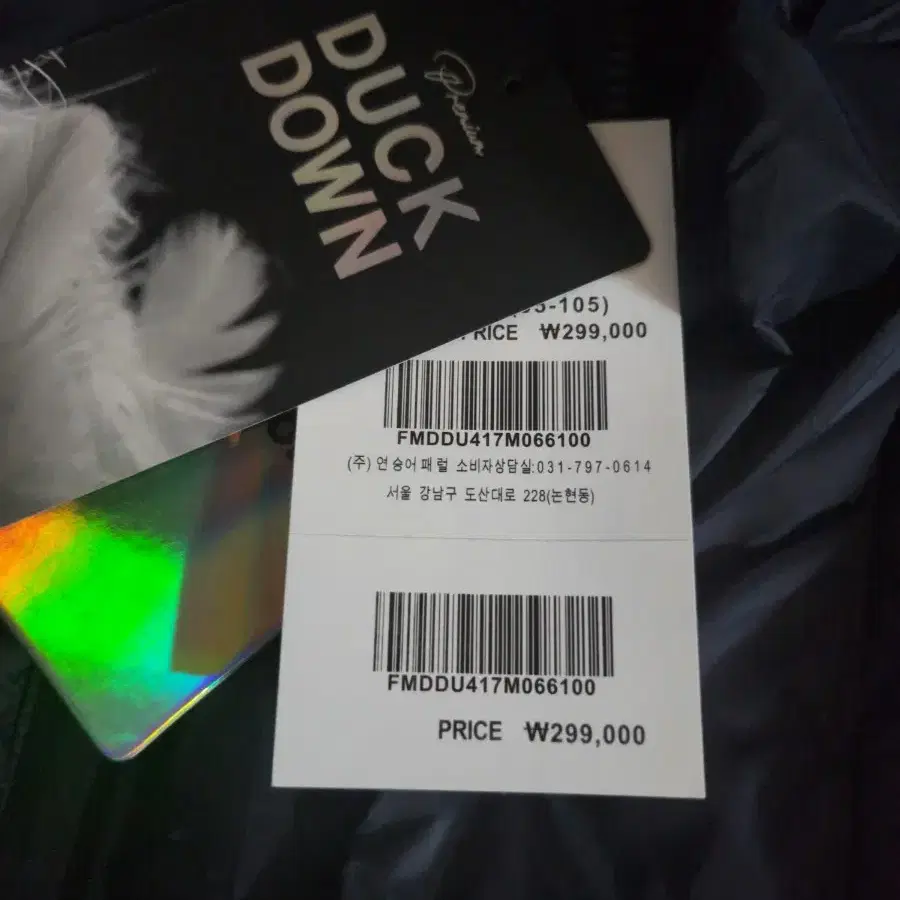 Premium
DUCK
DOWN
-105)
PRICE ₩299,000
FMDDU417M066100
(주) 연승어패럴 소비자상담실:031-797-0614
서울 강남구 도산대로 228(논현동)
FMDDU417M066100
PRICE ₩299,000